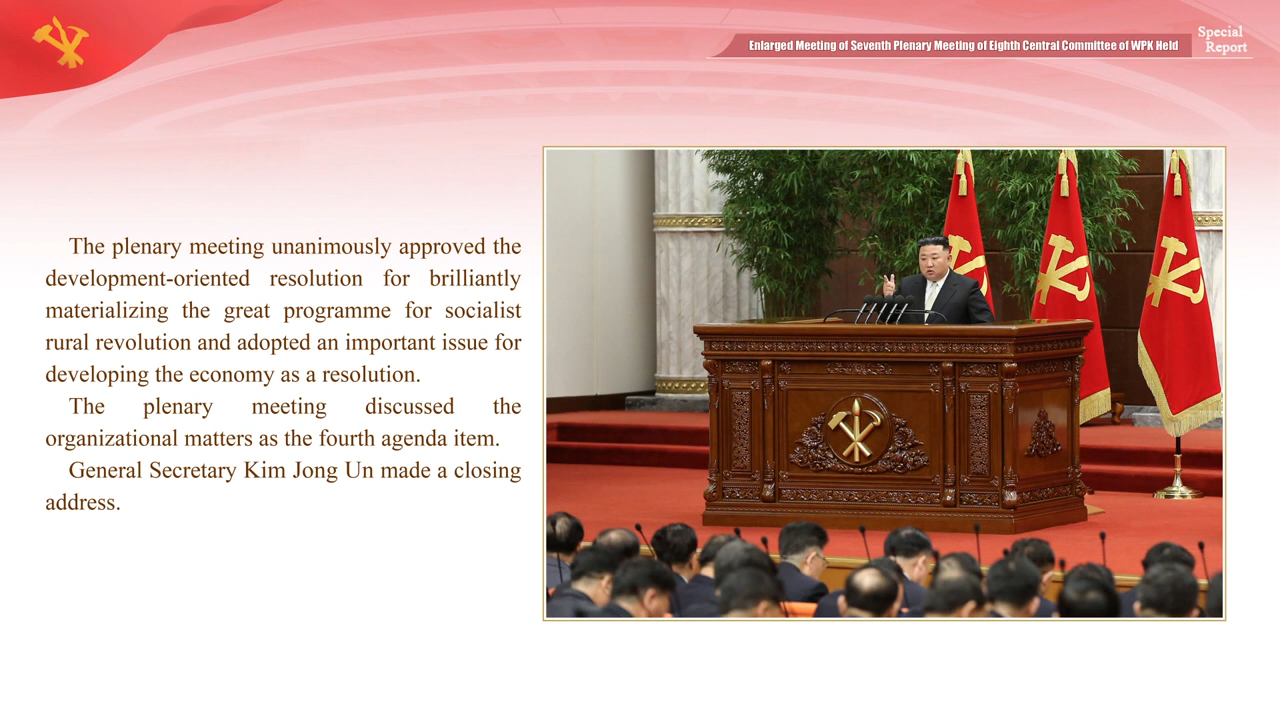 Enlarged Meeting of Seventh Plenary Meeting of Eighth Central Committee of WPK Held
Special
Report
The plenary meeting unanimously approved the
development-oriented resolution for brilliantly
materializing the great programme for socialist
rural revolution and adopted an important issue for
developing the economy as a resolution.
The plenary meeting discussed the
organizational matters as the fourth agenda item.
General Secretary Kim Jong Un made a closing
address.